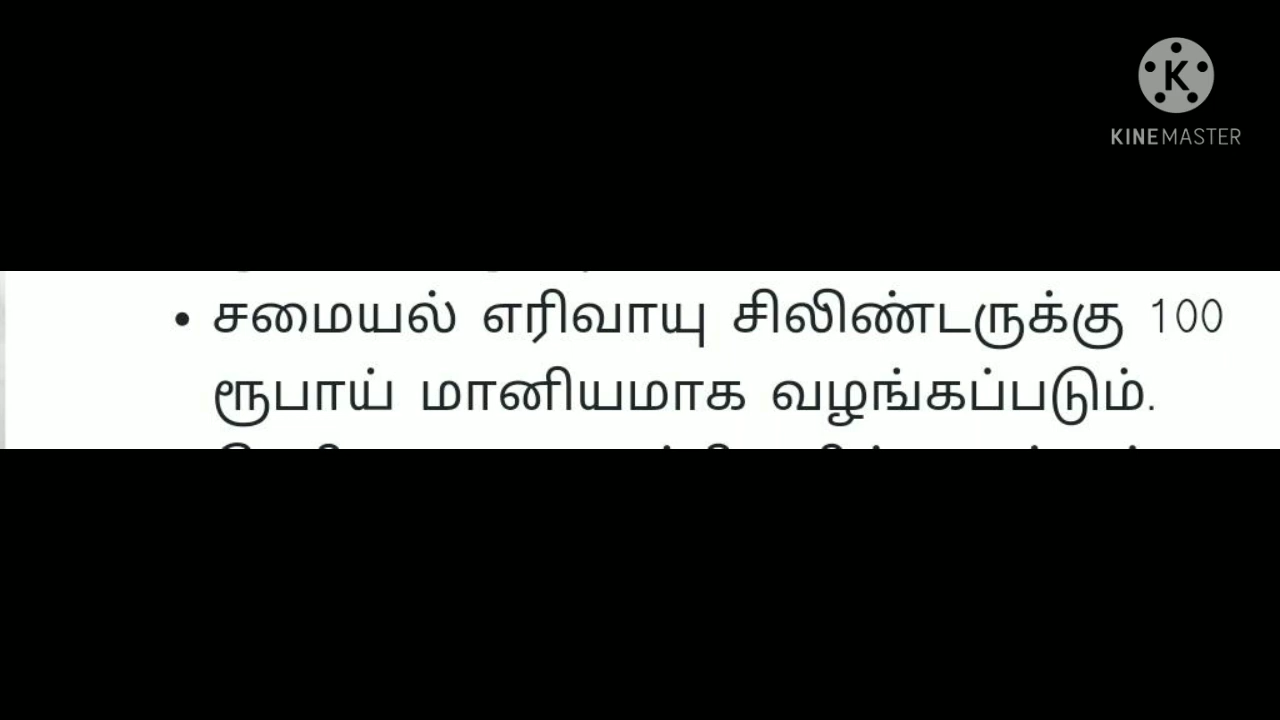 K
KINEMASTER
• சமையல் எரிவாயு சிலிண்டருக்கு 100
ரூபாய் மானியமாக வழங்கப்படும்.